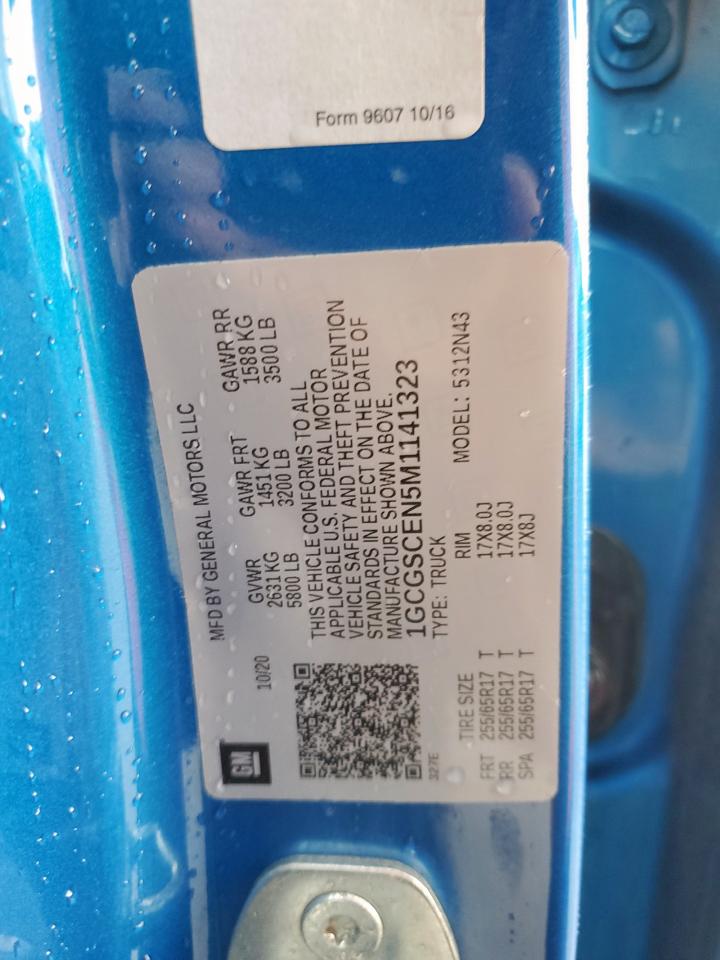 Form 9607 10/16
GM
10/20
MFD BY GENERAL MOTORS LLC
GVWR GAWR FRT GAWR RR
2631 KG 1451 KG 1588 KG
5800 LB 3200 LB 3500 LB
THIS VEHICLE CONFORMS TO ALL
APPLICABLE U.S. FEDERAL MOTOR
VEHICLE SAFETY AND THEFT PREVENTION
STANDARDS IN EFFECT ON THE DATE OF
MANUFACTURE SHOWN ABOVE.
1GCGSCEN5M1141323
TYPE: TRUCK MODEL: 5312N43
327E
TIRE SIZE RIM
FRT 255/65R17 T 17X8.0J
RR 255/65R17 T 17X8.0J
SPA 255/65R17 T 17X8J